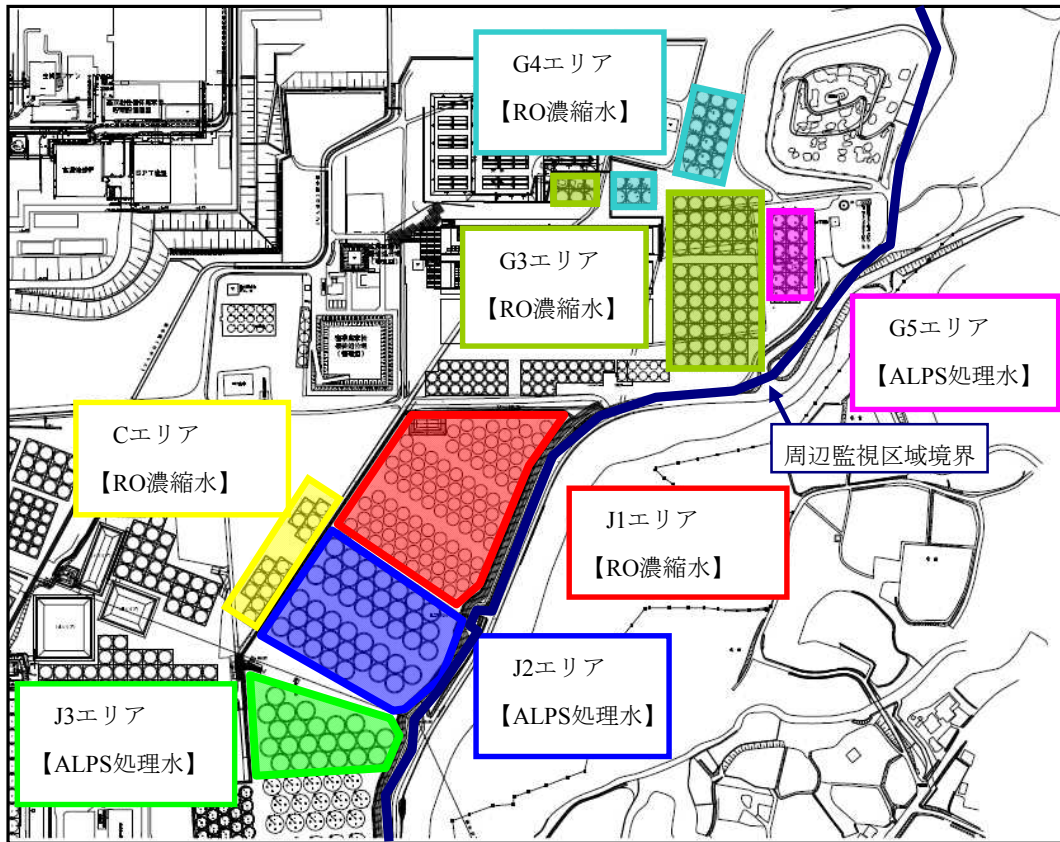 G4エリア
【RO濃縮水】
G3エリア
【RO濃縮水】
G5エリア
【ALPS処理水】
Cエリア
【RO濃縮水】
周辺監視区域境界
J1エリア
【RO濃縮水】
J2エリア
【ALPS処理水】
J3エリア
【ALPS処理水】